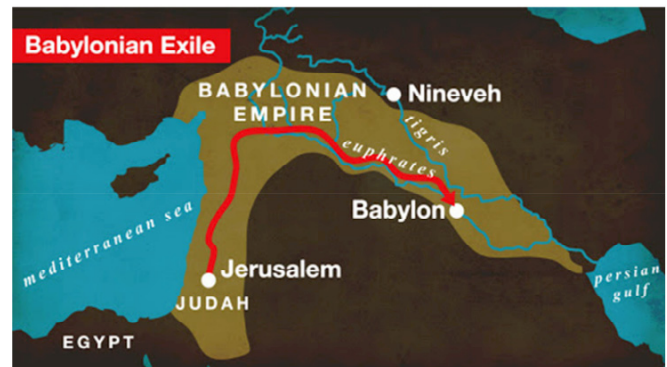 Babylonian Exile
BABYLONIAN
EMPIRE
Nineveh
tigris
euphrates
Babylon
mediterranean sea
Jerusalem
JUDAH
persian
gulf
EGYPT